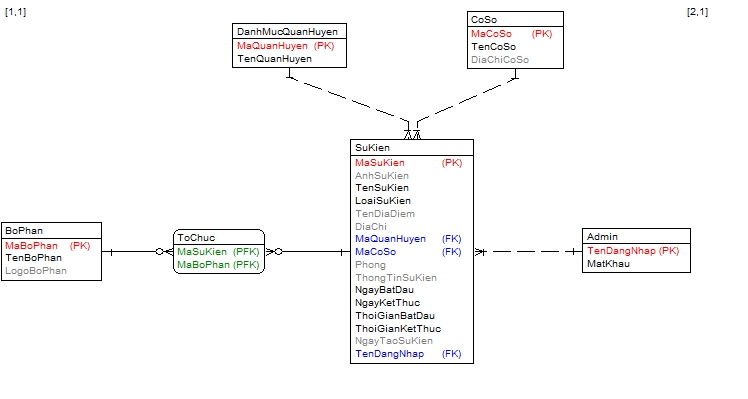 [1,1]
[2,1]
DanhMucQuanHuyen
MaQuanHuyen (PK)
TenQuanHuyen
CoSo
MaCoSo (PK)
TenCoSo
DiaChiCoSo
SuKien
MaSuKien (PK)
AnhSuKien
TenSuKien
LoaiSuKien
TenDiaDiem
DiaChi
MaQuanHuyen (FK)
MaCoSo (FK)
Phong
ThongTinSuKien
NgayBatDau
NgayKetThuc
ThoiGianBatDau
ThoiGianKetThuc
NgayTaoSuKien
TenDangNhap (FK)
BoPhan
MaBoPhan (PK)
TenBoPhan
LogoBoPhan
ToChuc
MaSuKien (PFK)
MaBoPhan (PFK)
Admin
TenDangNhap (PK)
MatKhau